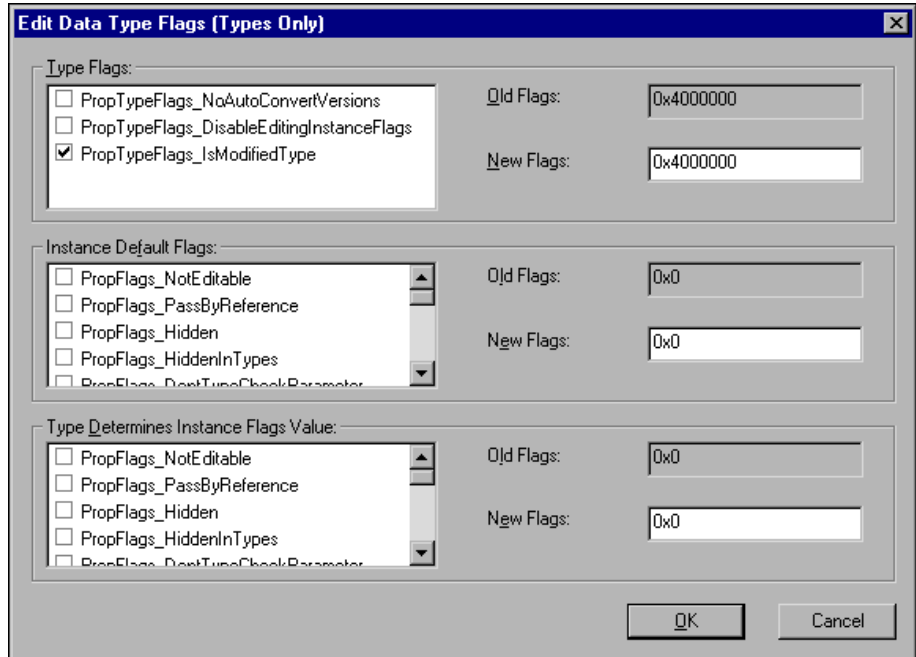 Edit Data Type Flags (Types Only)
Type Flags:
PropTypeFlags_NoAutoConvertVersions
PropTypeFlags_DisableEditingInstanceFlags
PropTypeFlags_IsModifiedType
Old Flags:
0x4000000
New Flags:
0x4000000
Instance Default Flags:
PropFlags_NotEditable
PropFlags_PassByReference
PropFlags_Hidden
PropFlags_HiddenInTypes
PropFlags_DontTypeCheckParameter
Old Flags:
0x0
New Flags:
0x0
Type Determines Instance Flags Value:
PropFlags_NotEditable
PropFlags_PassByReference
PropFlags_Hidden
PropFlags_HiddenInTypes
PropFlags_DontTypeCheckParameter
Old Flags:
0x0
New Flags:
0x0
OK
Cancel